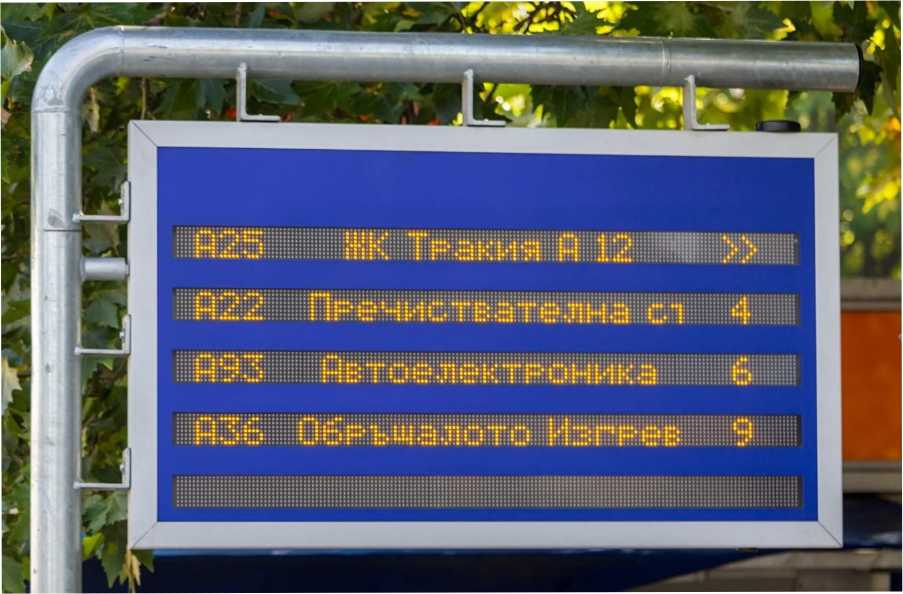 А25 ЖК Тракия А 12 >>
А22 Пречиствателна ст 4
А93 Автоелектроника 6
А36 Обръщалото Изгрев 9